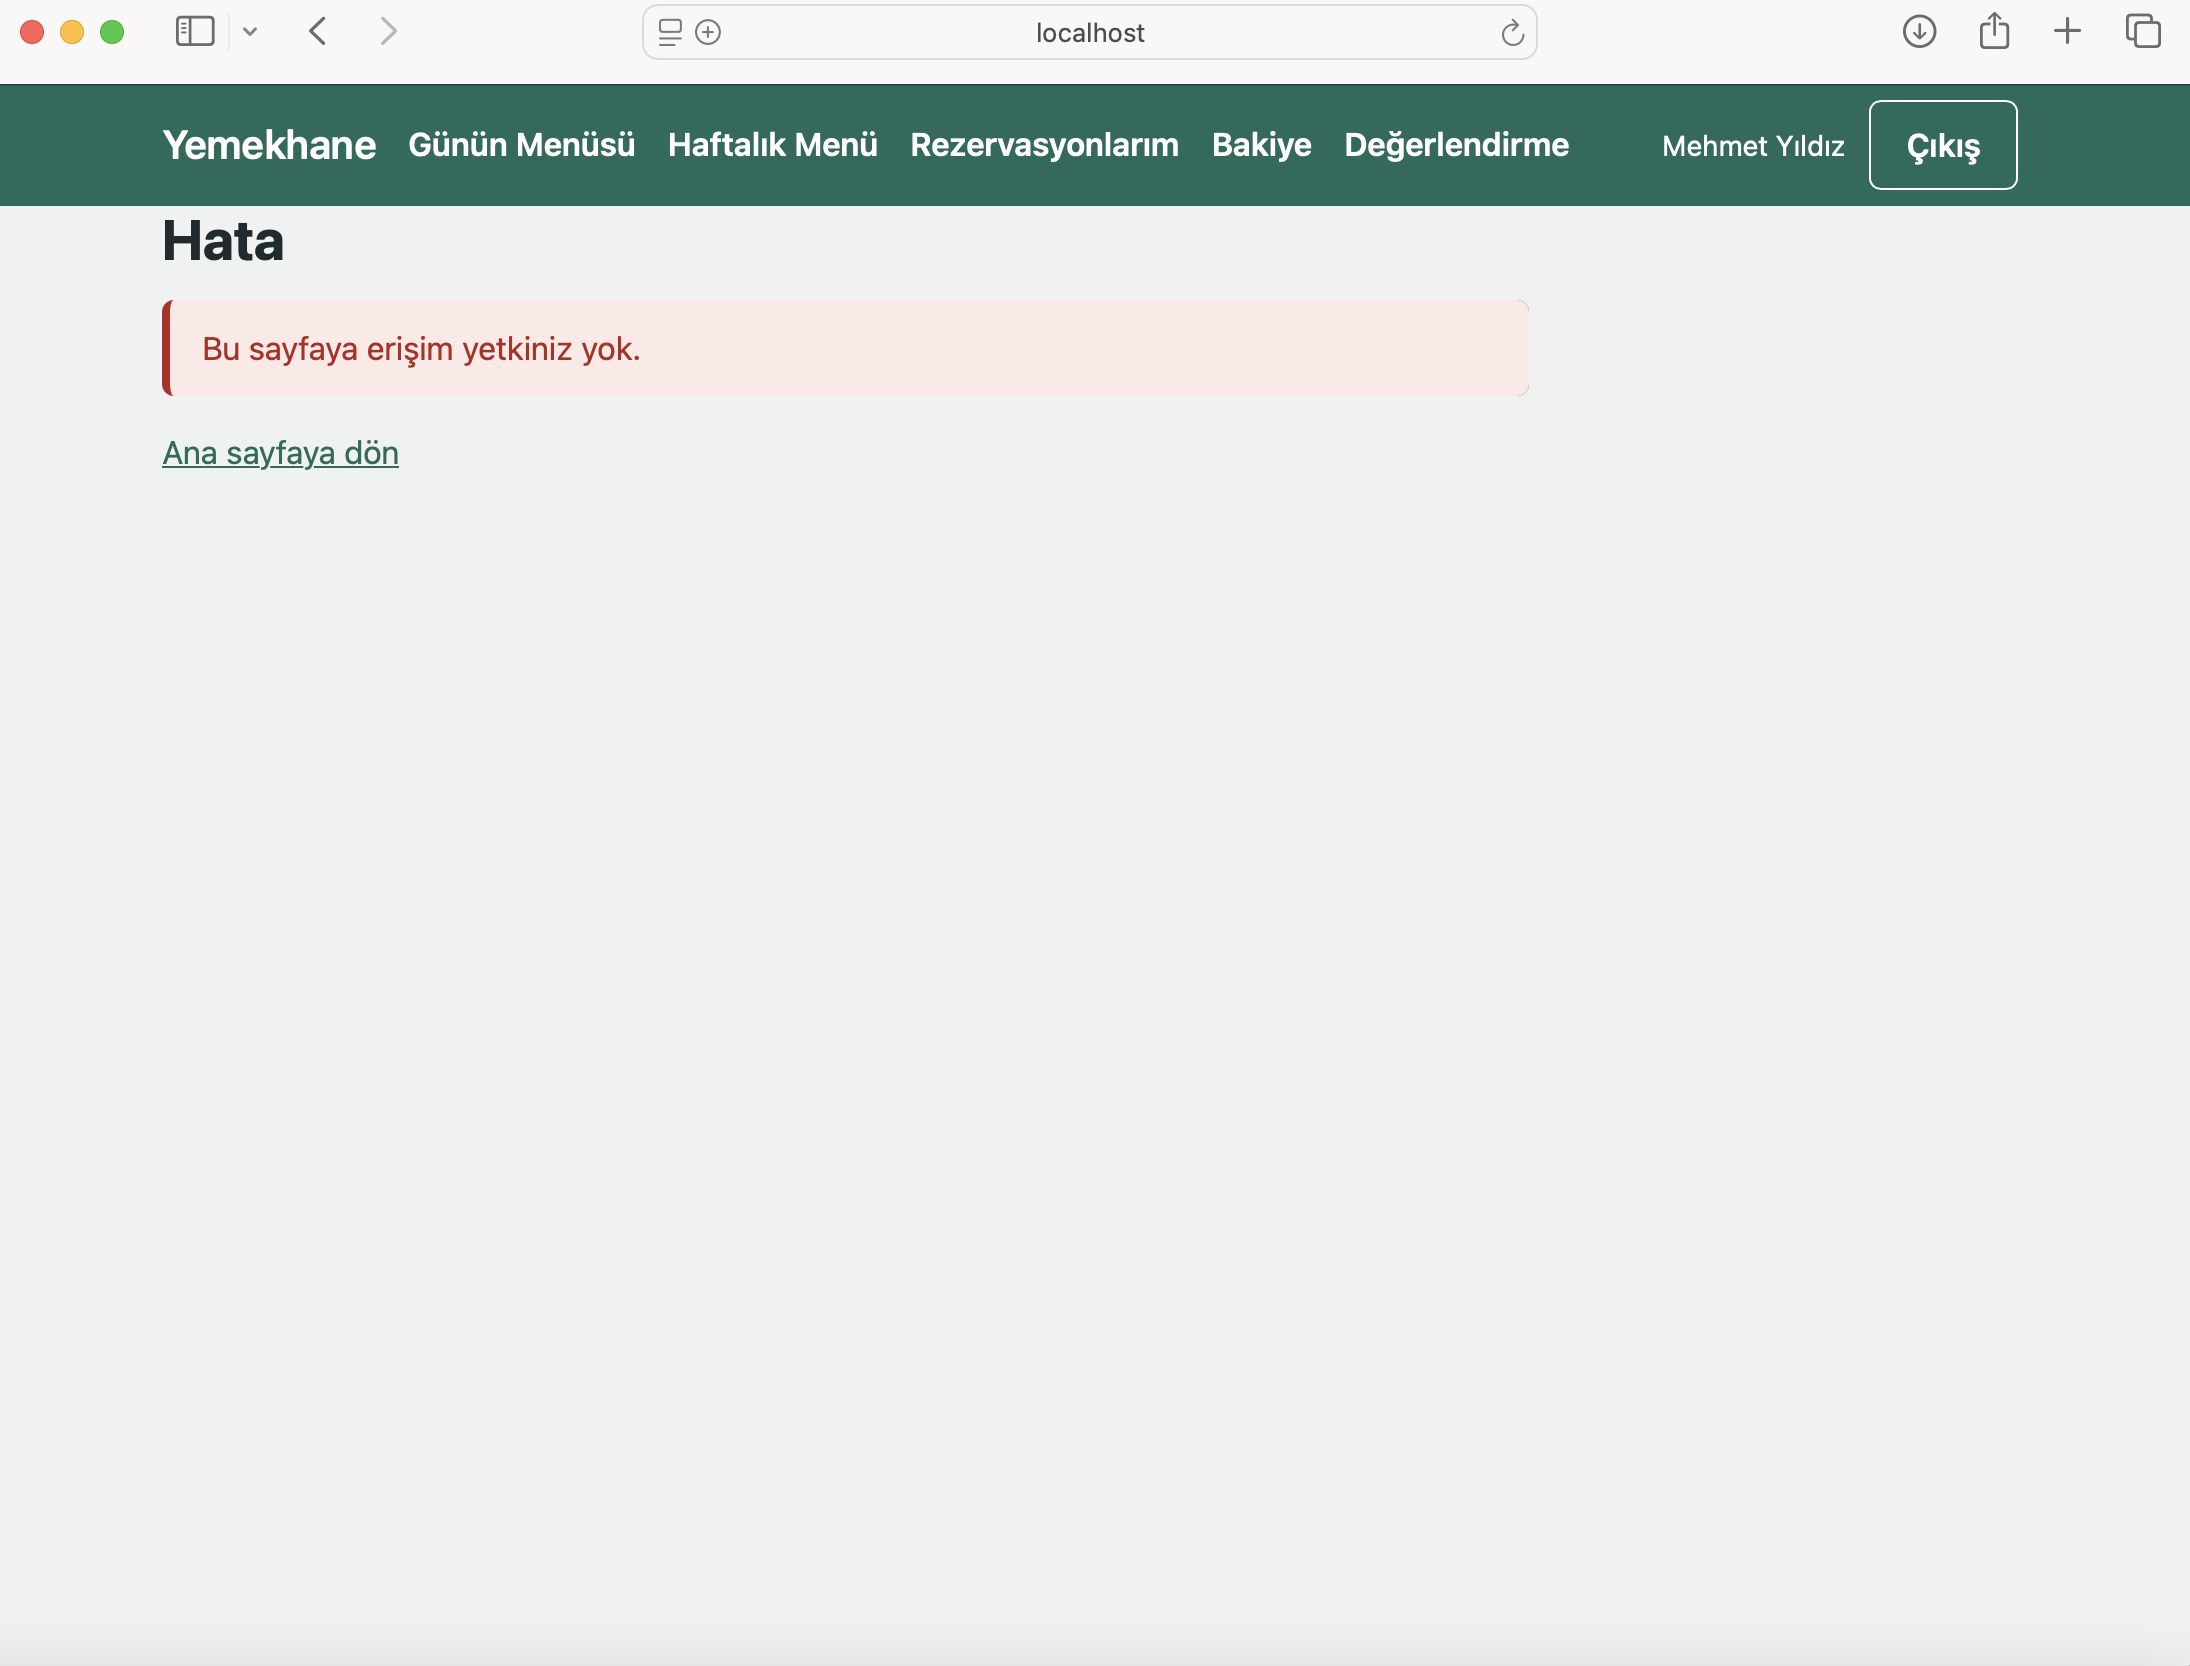 localhost
Yemekhane Günün Menüsü Haftalık Menü Rezervasyonlarım Bakiye Değerlendirme Mehmet Yıldız Çıkış
Hata
Bu sayfaya erişim yetkiniz yok.
Ana sayfaya dön